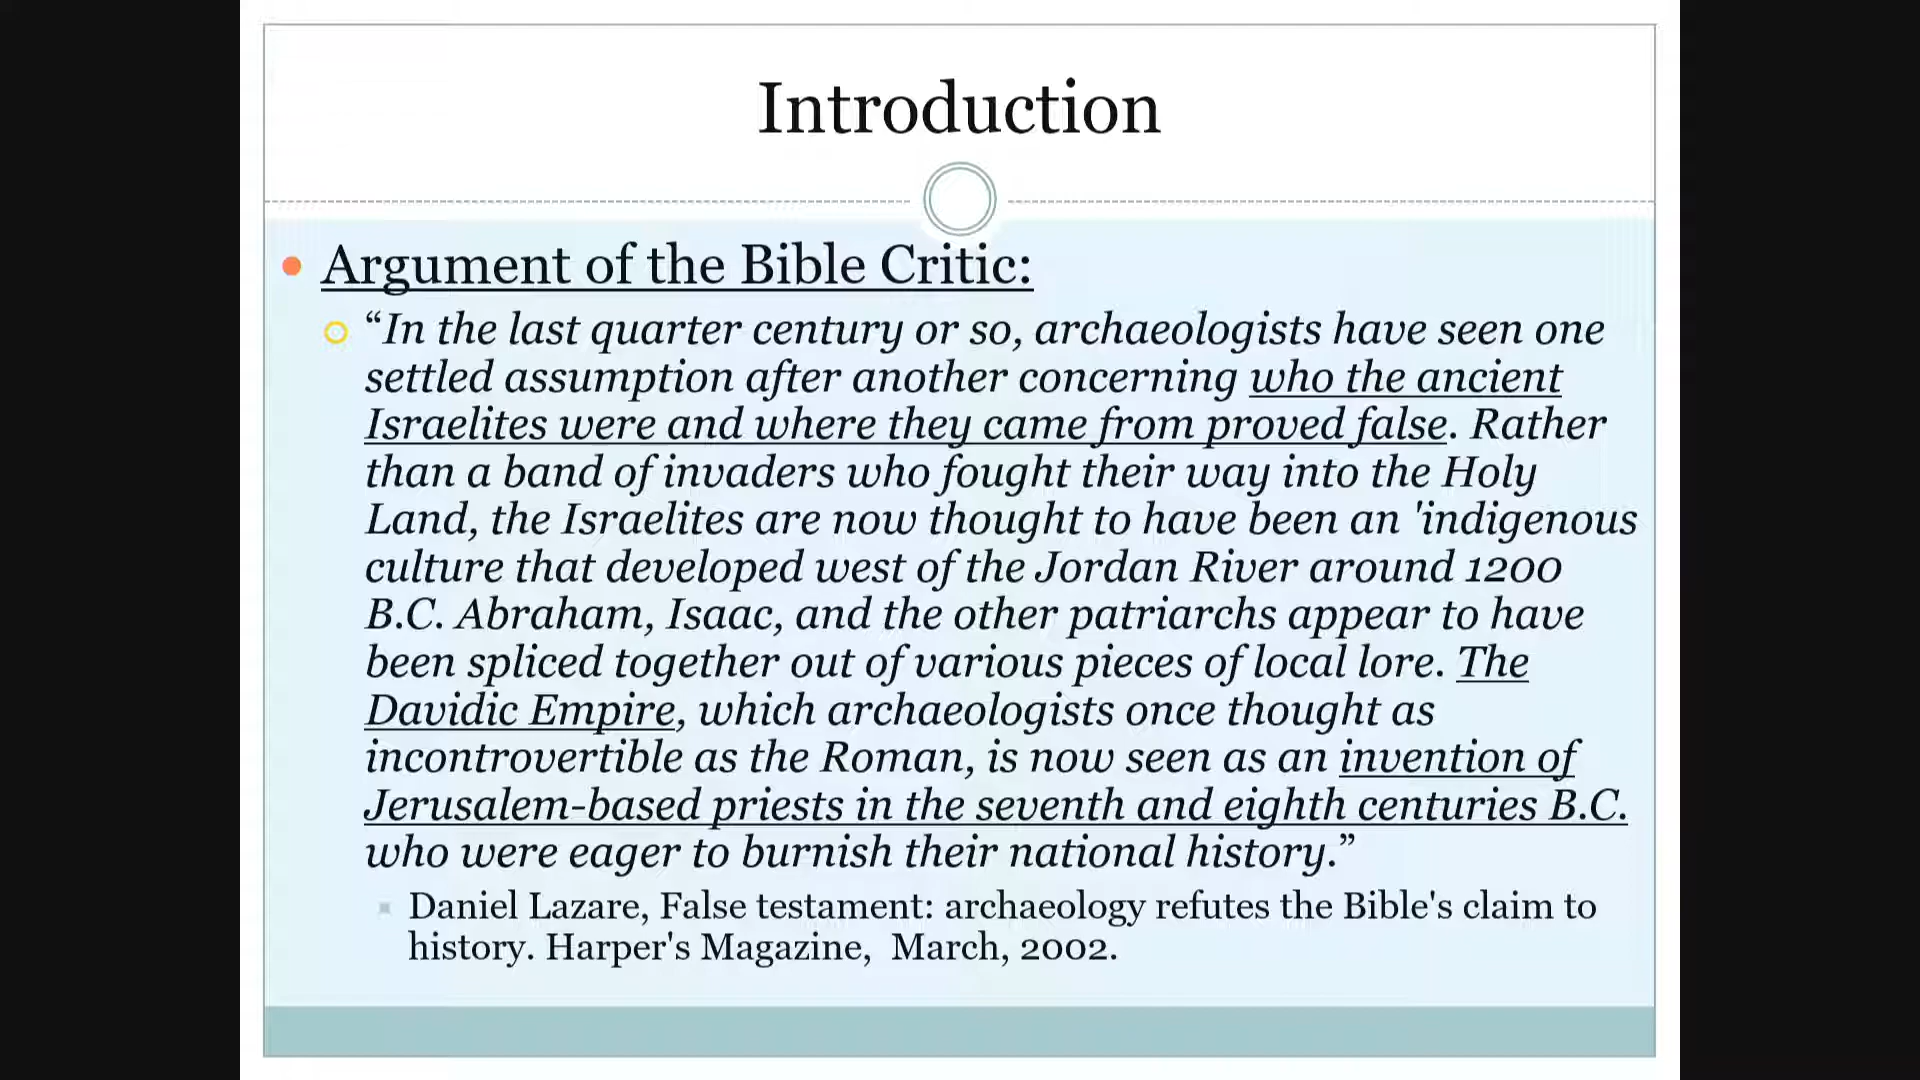 Introduction
Argument of the Bible Critic:
“In the last quarter century or so, archaeologists have seen one
settled assumption after another concerning who the ancient
Israelites were and where they came from proved false. Rather
than a band of invaders who fought their way into the Holy
Land, the Israelites are now thought to have been an 'indigenous
culture that developed west of the Jordan River around 1200
B.C. Abraham, Isaac, and the other patriarchs appear to have
been spliced together out of various pieces of local lore. The
Davidic Empire, which archaeologists once thought as
incontrovertible as the Roman, is now seen as an invention of
Jerusalem-based priests in the seventh and eighth centuries B.C.
who were eager to burnish their national history.”
Daniel Lazare, False testament: archaeology refutes the Bible's claim to
history. Harper's Magazine, March, 2002.